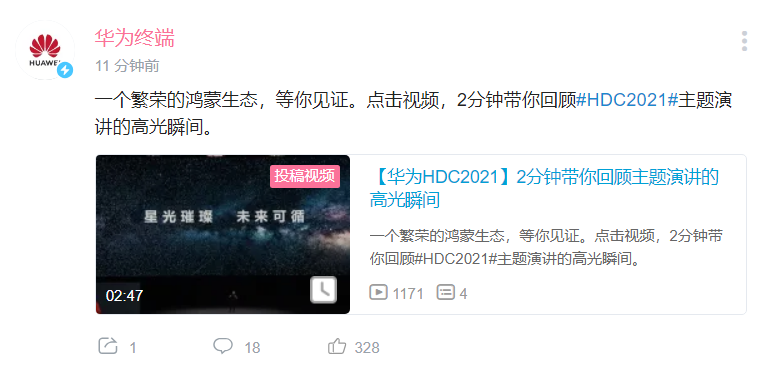 华为终端
HUAWEI
11 分钟前
一个繁荣的鸿蒙生态，等你见证。点击视频，2分钟带你回顾#HDC2021#主题演
讲的高光瞬间。
投稿视频
星光璀璨 未来可循
02:47
【华为HDC2021】2分钟带你回顾主题演讲的
高光瞬间
一个繁荣的鸿蒙生态，等你见证。点击视频，2分钟带
你回顾#HDC2021#主题演讲的高光瞬间。
1171 4
1 18 328